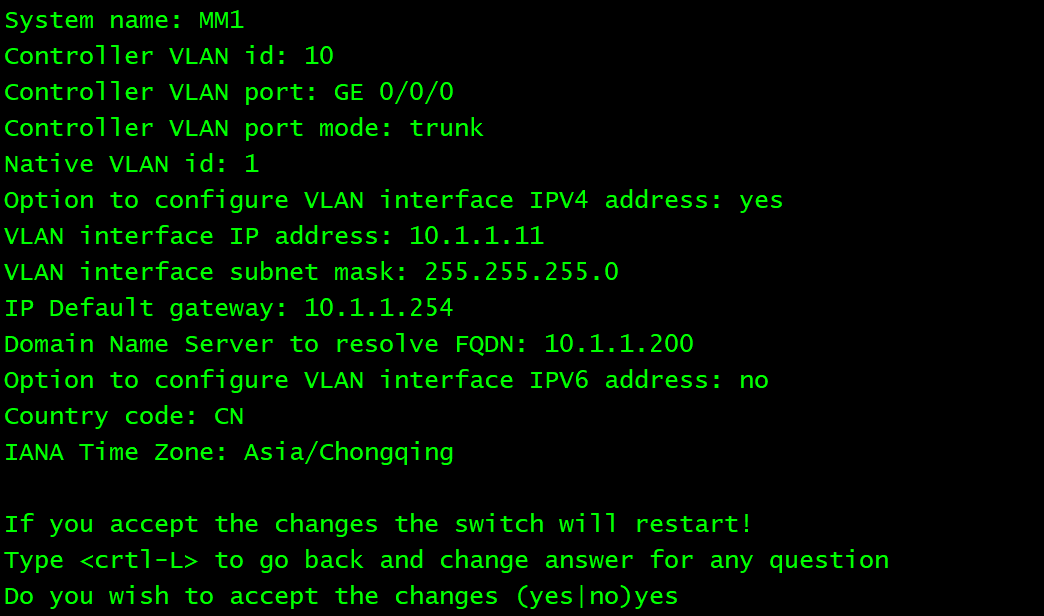 System name: MM1
Controller VLAN id: 10
Controller VLAN port: GE 0/0/0
Controller VLAN port mode: trunk
Native VLAN id: 1
Option to configure VLAN interface IPV4 address: yes
VLAN interface IP address: 10.1.1.11
VLAN interface subnet mask: 255.255.255.0
IP Default gateway: 10.1.1.254
Domain Name Server to resolve FQDN: 10.1.1.200
Option to configure VLAN interface IPV6 address: no
Country code: CN
IANA Time Zone: Asia/Chongqing
If you accept the changes the switch will restart!
Type <crtl-L> to go back and change answer for any question
Do you wish to accept the changes (yes|no)yes